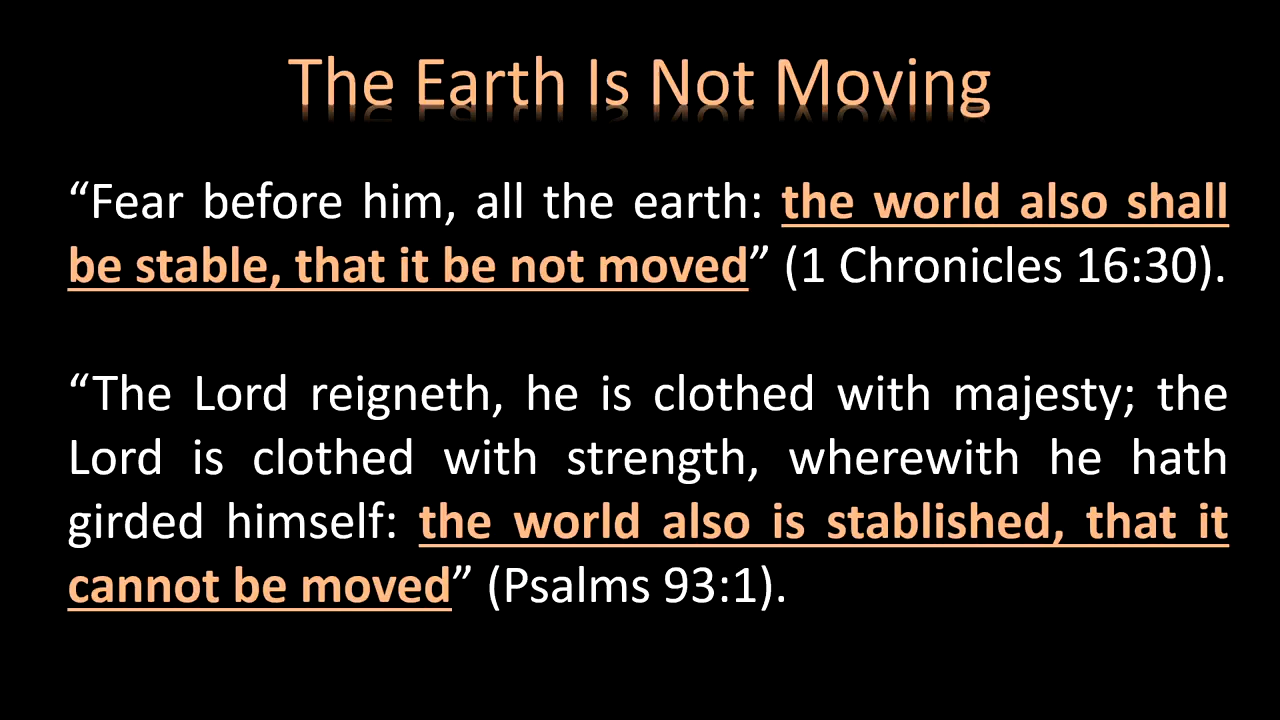 The Earth Is Not Moving
“Fear before him, all the earth: the world also shall
be stable, that it be not moved” (1 Chronicles 16:30).
“The Lord reigneth, he is clothed with majesty; the
Lord is clothed with strength, wherewith he hath
girded himself: the world also is stablished, that it
cannot be moved” (Psalms 93:1).